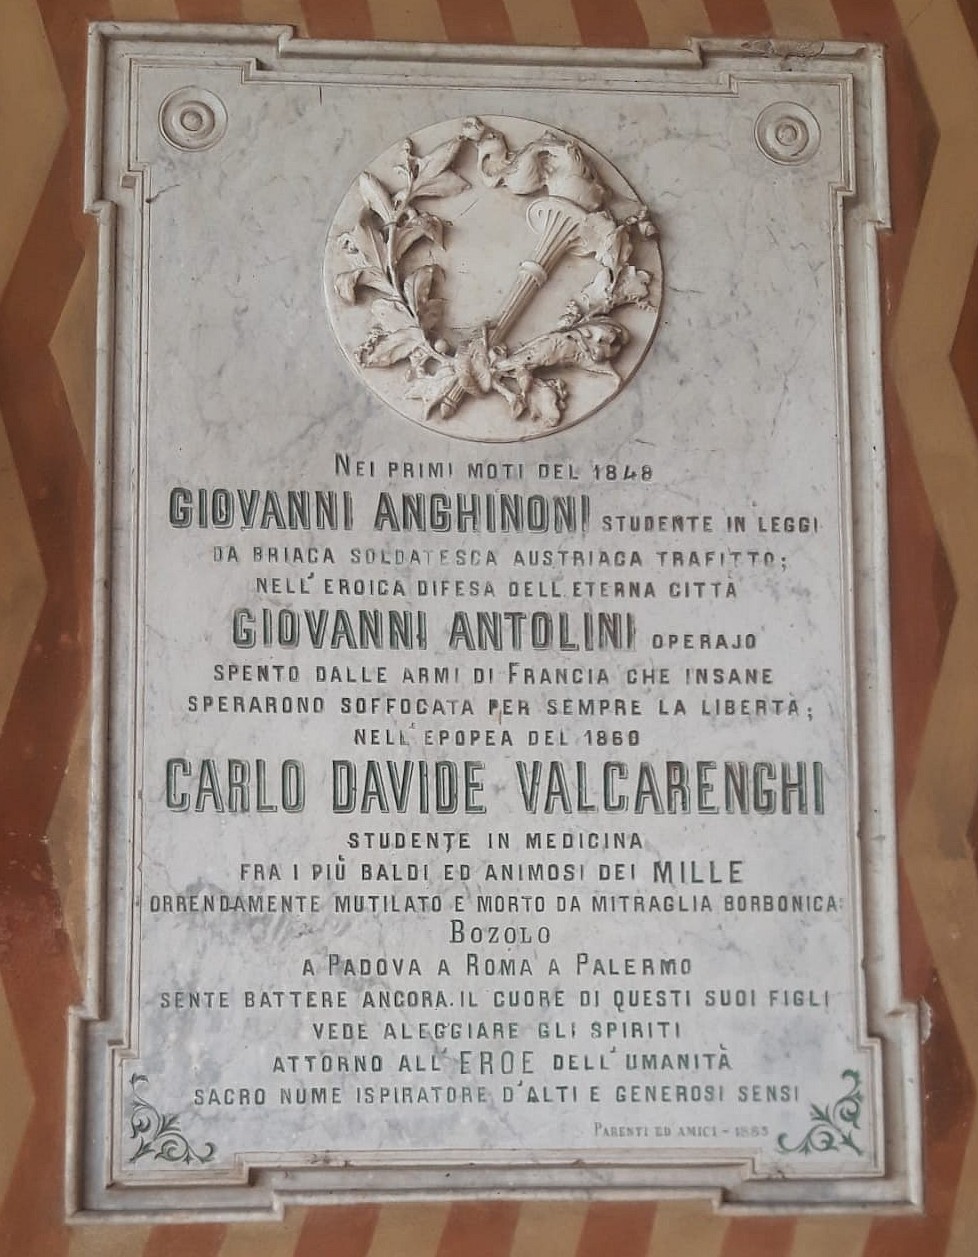 NEI PRIMI MOTI DEL 1848
GIOVANNI ANGHINONI STUDENTE IN LEGGI
DA BRIACA SOLDATESCA AUSTRIACA TRAFITTO;
NELL'EROICA DIFESA DELL'ETERNA CITTÀ
GIOVANNI ANTOLINI OPERAJO
SPENTO DALLE ARMI DI FRANCIA CHE INSANE
SPERARONO SOFFOCATA PER SEMPRE LA LIBERTÀ;
NELL'EPOPEA DEL 1860
CARLO DAVIDE VALCARENGHI
STUDENTE IN MEDICINA
FRA I PIÙ BALDI ED ANIMOSI DEI MILLE
ORRENDAMENTE MUTILATO E MORTO DA MITRAGLIA BORBONICA:
BOZOLO
A PADOVA A ROMA A PALERMO
SENTE BATTERE ANCORA IL CUORE DI QUESTI SUOI FIGLI
VEDE ALEGGIARE GLI SPIRITI
ATTORNO ALL'EROE DELL'UMANITÀ
SACRO NUME ISPIRATORE D'ALTI E GENEROSI SENSI
PARENTI ED AMICI - 1883